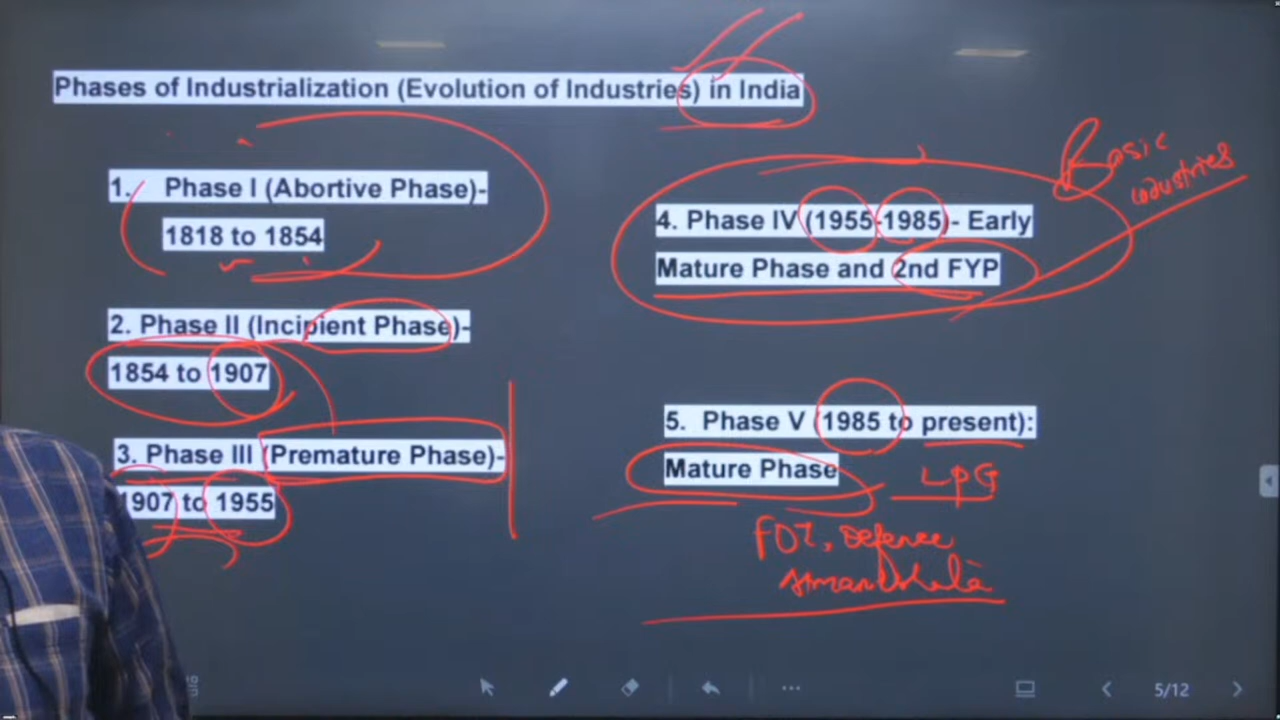 Phases of Industrialization (Evolution of Industries) in India
1. Phase I (Abortive Phase)-
1818 to 1854
2. Phase II (Incipient Phase)-
1854 to 1907
3. Phase III (Premature Phase)-
1907 to 1955
4. Phase IV (1955-1985)- Early
Mature Phase and 2nd FYP
Basic
industries
5. Phase V (1985 to present):
Mature Phase
LPG
FDI, Defence
5/12